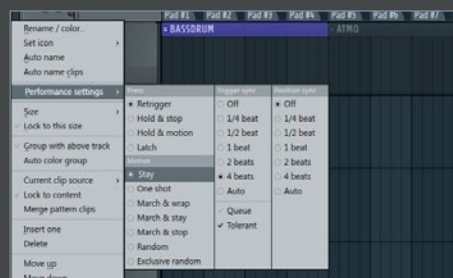 Pad #1 Pad #2 Pad #3 Pad #4 Pad #5 Pad #6 Pad #7
BASSDRUM
ATMO
Rename / color..
Set icon
Auto name
Auto name clips
Performance settings
Size
Lock to this size
Group with above track
Auto color group
Current clip source
Lock to content
Merge pattern clips
Insert one
Delete
Move up
Move down
Press
Retrigger
Hold & stop
Hold & motion
Latch
Motion
Stay
One shot
March & wrap
March & stay
March & stop
Random
Exclusive random
Trigger sync
Off
1/4 beat
1/2 beat
1 beat
2 beats
4 beats
Auto
Queue
Tolerant
Position sync
Off
1/4 beat
1/2 beat
1 beat
2 beats
4 beats
Auto